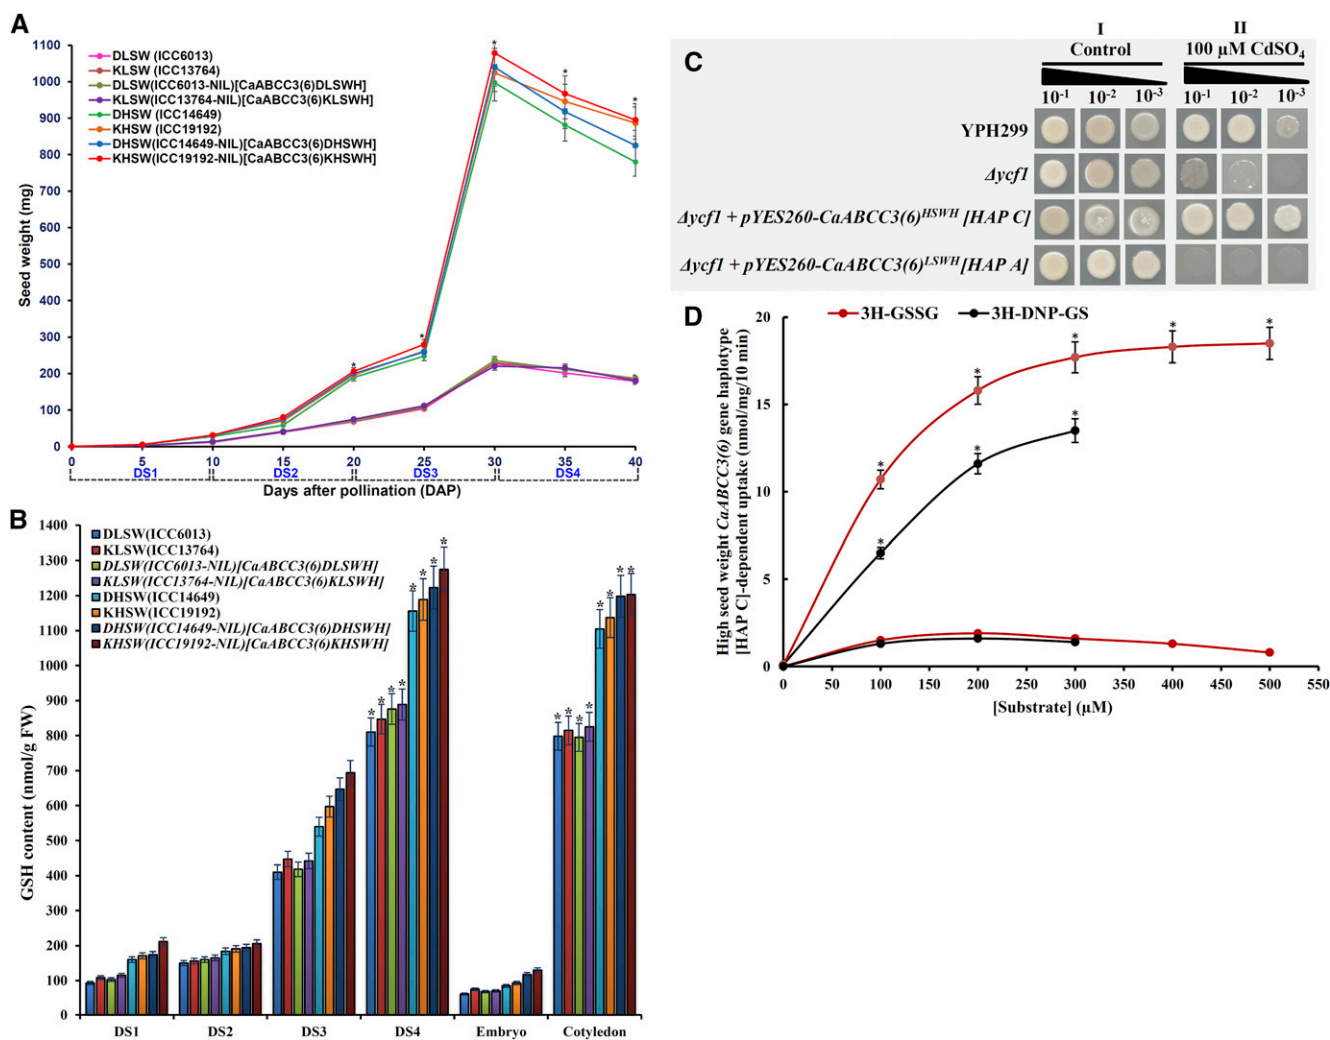 A
Seed weight (mg)
1100
1000
900
800
700
600
500
400
300
200
100
0
DLSW (ICC6013)
KLSW (ICC13764)
DLSW(ICC6013-NIL)[CaABCC3(6)DLSWH]
KLSW(ICC13764-NIL)[CaABCC3(6)KLSWH]
DHSW (ICC14649)
KHSW (ICC19192)
DHSW(ICC14649-NIL)[CaABCC3(6)DHSWH]
KHSW(ICC19192-NIL)[CaABCC3(6)KHSWH]
* * * * *
0 5 10 15 20 25 30 35 40
DS1 DS2 DS3 DS4
Days after pollination (DAP)
B
GSH content (nmol/g FW)
1400
1300
1200
1100
1000
900
800
700
600
500
400
300
200
100
0
DLSW(ICC6013)
KLSW(ICC13764)
DLSW(ICC6013-NIL)[CaABCC3(6)DLSWH]
KLSW(ICC13764-NIL)[CaABCC3(6)KLSWH]
DHSW(ICC14649)
KHSW(ICC19192)
DHSW(ICC14649-NIL)[CaABCC3(6)DHSWH]
KHSW(ICC19192-NIL)[CaABCC3(6)KHSWH]
* * * * * * * * * * * * * * * *
DS1 DS2 DS3 DS4 Embryo Cotyledon
C
I II
Control 100 µM CdSO₄
10⁻¹ 10⁻² 10⁻³ 10⁻¹ 10⁻² 10⁻³
YPH299
Δycf1
Δycf1 + pYES260-CaABCC3(6)ᴴˢᵂᴴ [HAP C]
Δycf1 + pYES260-CaABCC3(6)ᴸˢᵂᴴ [HAP A]
D
3H-GSSG 3H-DNP-GS
High seed weight CaABCC3(6) gene haplotype
[HAP C]-dependent uptake (nmol/mg/10 min)
20
15
10
5
0
* * * * * * * *
0 50 100 150 200 250 300 350 400 450 500 550
[Substrate] (µM)